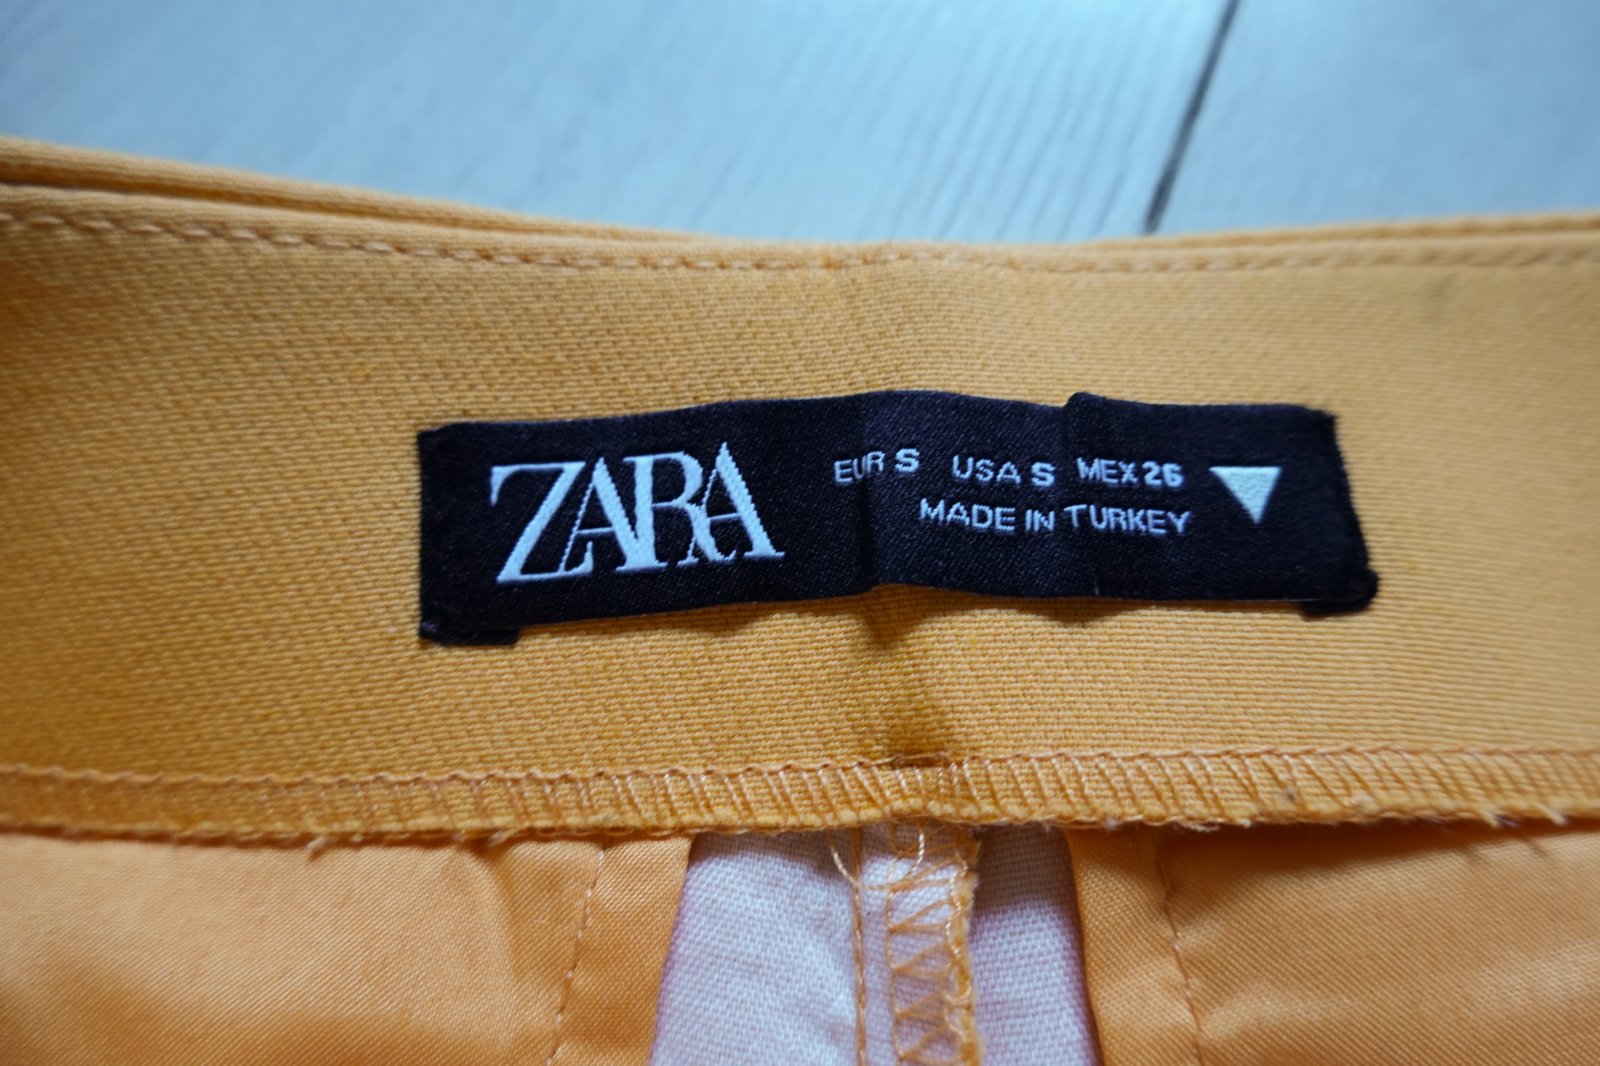 ZARA
EUR S USA S MEX 26
MADE IN TURKEY